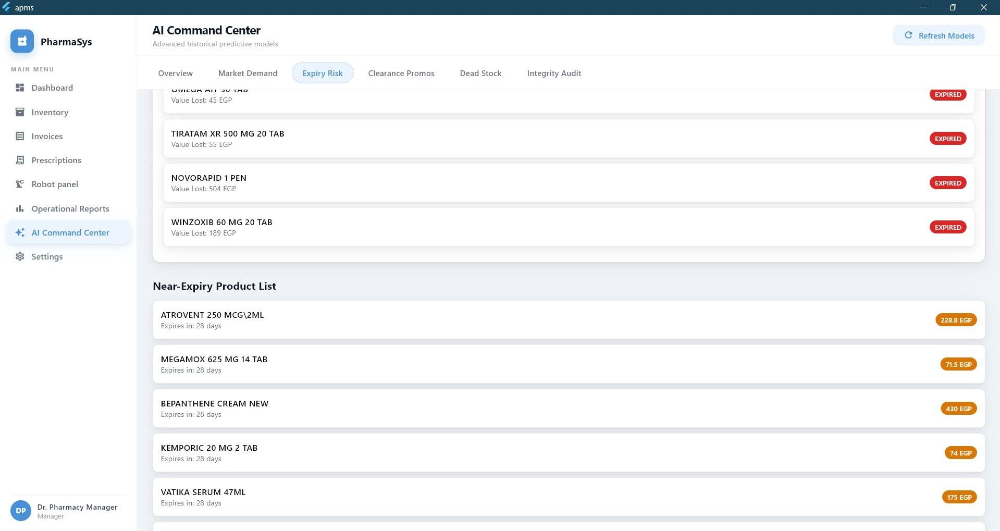 apms
PharmaSys
MAIN MENU
Dashboard
Inventory
Invoices
Prescriptions
Robot panel
Operational Reports
AI Command Center
Settings
DP
Dr. Pharmacy Manager
Manager
AI Command Center
Advanced historical predictive models
Refresh Models
Overview
Market Demand
Expiry Risk
Clearance Promos
Dead Stock
Integrity Audit
30 TAB
Value Lost: 45 EGP
EXPIRED
TIRATAM XR 500 MG 20 TAB
Value Lost: 55 EGP
EXPIRED
NOVORAPID 1 PEN
Value Lost: 504 EGP
EXPIRED
WINZOXIB 60 MG 20 TAB
Value Lost: 189 EGP
EXPIRED
Near-Expiry Product List
ATROVENT 250 MCG\2ML
Expires in: 28 days
228.8 EGP
MEGAMOX 625 MG 14 TAB
Expires in: 28 days
71.5 EGP
BEPANTHENE CREAM NEW
Expires in: 28 days
430 EGP
KEMPORIC 20 MG 2 TAB
Expires in: 28 days
74 EGP
VATIKA SERUM 47ML
Expires in: 28 days
175 EGP